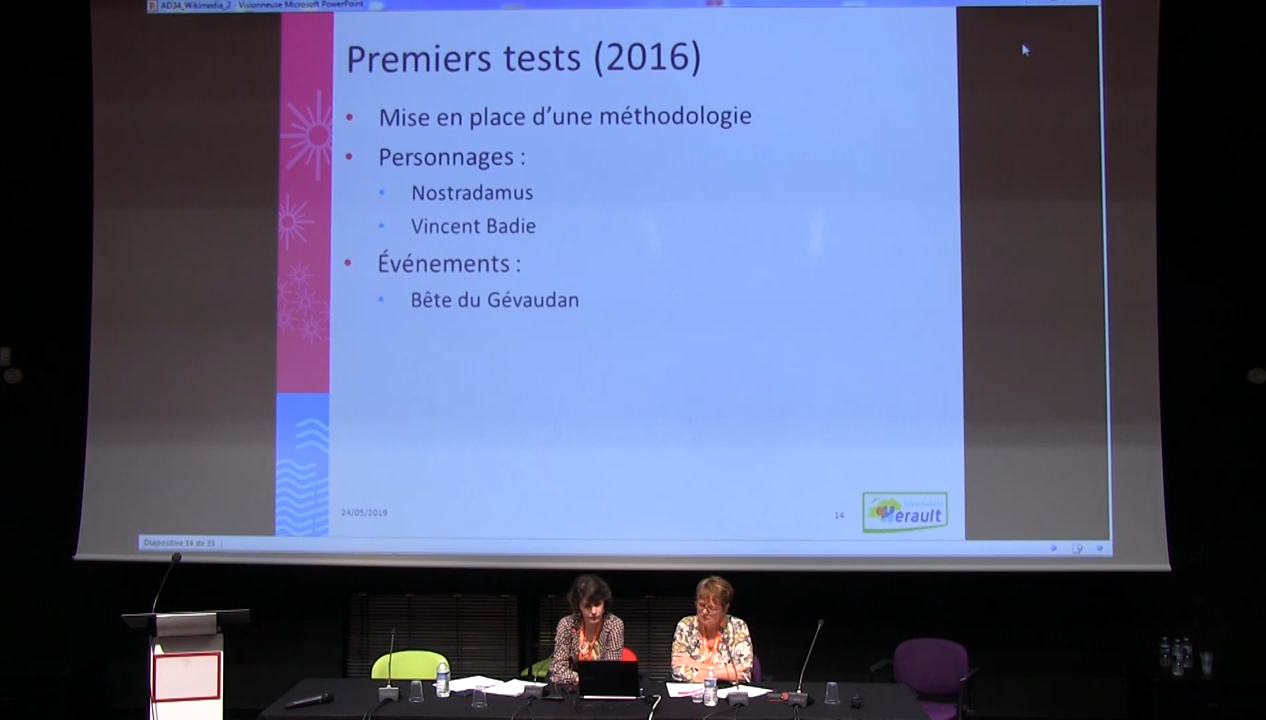 AD34_Wikimedia_2 - Visionneuse Microsoft PowerPoint
Premiers tests (2016)
• Mise en place d'une méthodologie
• Personnages :
• Nostradamus
• Vincent Badie
• Événements :
• Bête du Gévaudan
24/05/2019
14
Hérault
Diapositive 14 de 35